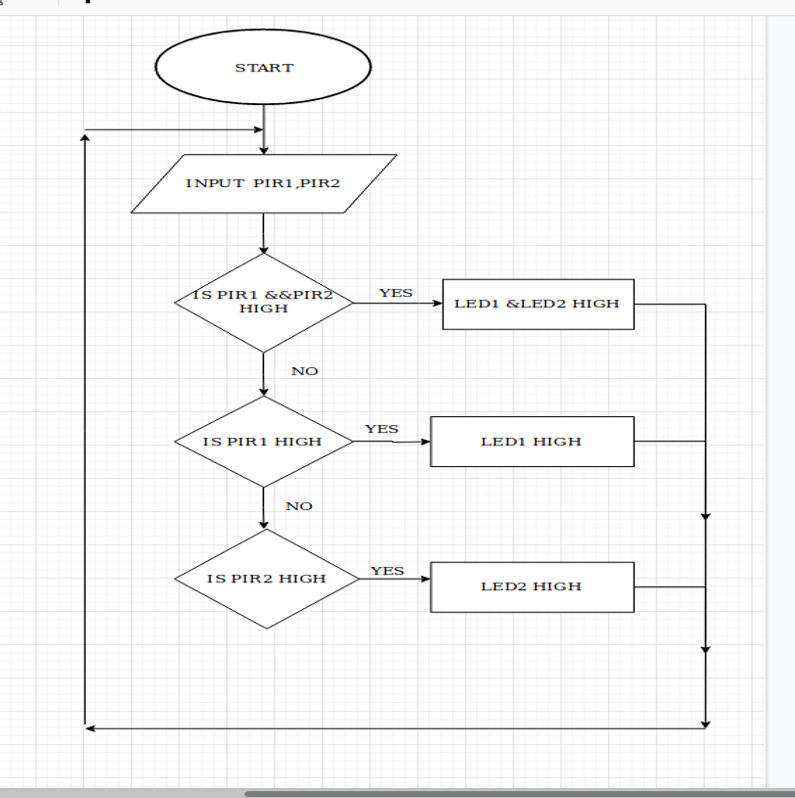 START
INPUT PIR1,PIR2
IS PIR1 &&PIR2
HIGH
YES
LED1 &LED2 HIGH
NO
IS PIR1 HIGH
YES
LED1 HIGH
NO
IS PIR2 HIGH
YES
LED2 HIGH